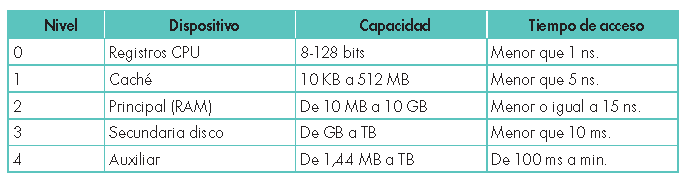 Nivel Dispositivo Capacidad Tiempo de acceso
0 Registros CPU 8-128 bits Menor que 1 ns.
1 Caché 10 KB a 512 MB Menor que 5 ns.
2 Principal (RAM) De 10 MB a 10 GB Menor o igual a 15 ns.
3 Secundaria disco De GB a TB Menor que 10 ms.
4 Auxiliar De 1,44 MB a TB De 100 ms a min.